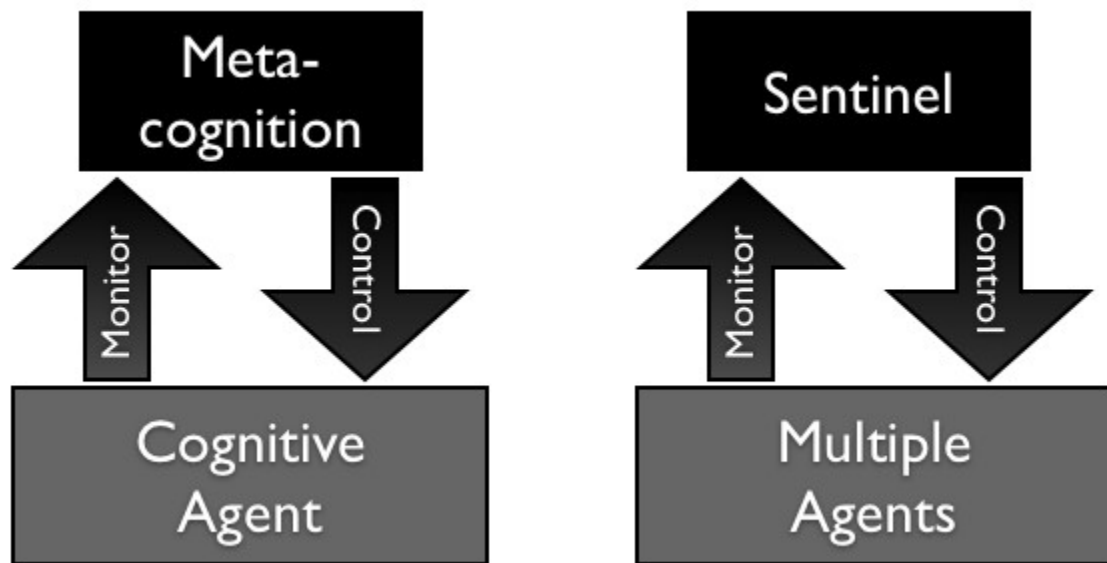 Meta-
cognition
Monitor
Control
Cognitive
Agent
Sentinel
Monitor
Control
Multiple
Agents